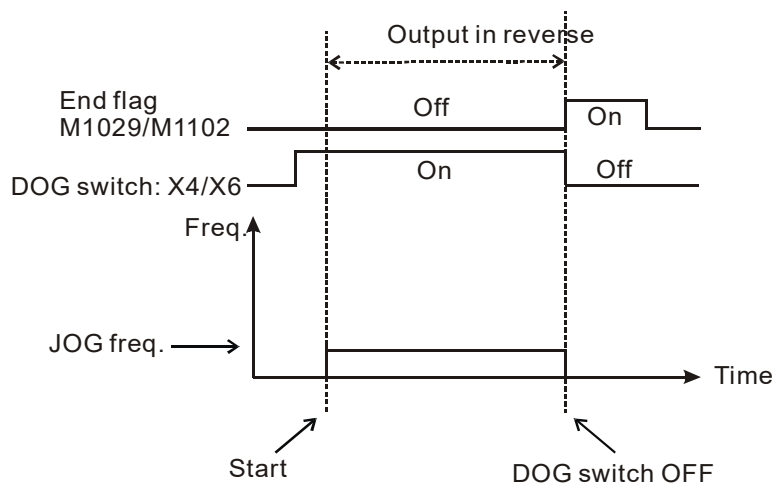 Output in reverse
End flag
M1029/M1102
Off
On
DOG switch: X4/X6
On
Off
Freq.
JOG freq.
Time
Start
DOG switch OFF